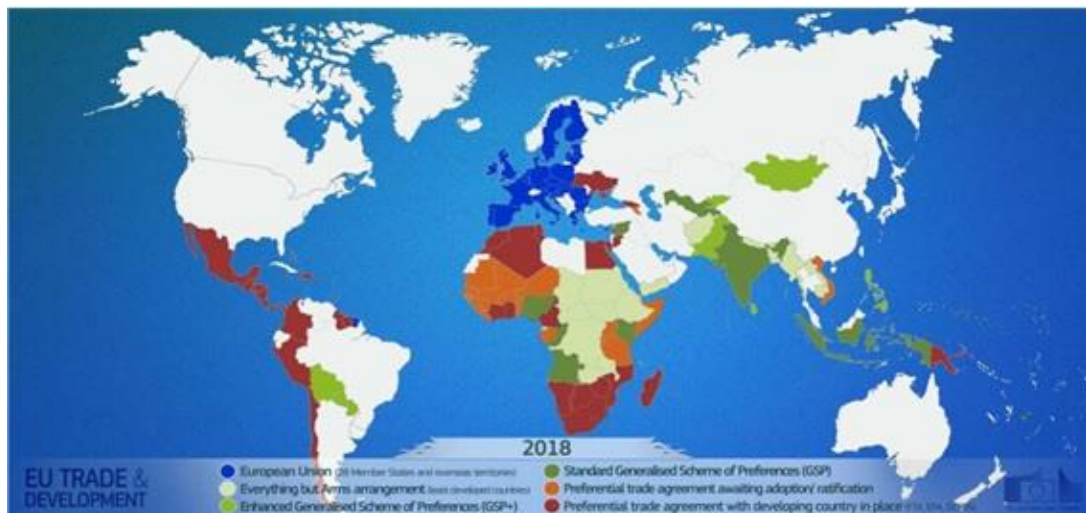 2018
EU TRADE &
DEVELOPMENT
European Union (28 Member States and overseas territories)
Everything but Arms arrangement (least developed countries)
Enhanced Generalised Scheme of Preferences (GSP+)
Standard Generalised Scheme of Preferences (GSP)
Preferential trade agreement awaiting adoption/ ratification
Preferential trade agreement with developing country in place